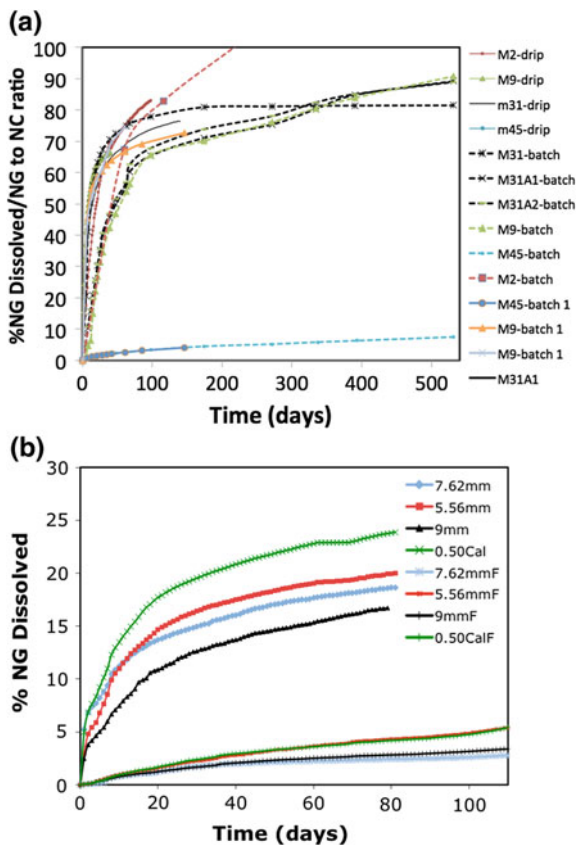 (a)
%NG Dissolved/NG to NC ratio
100
90
80
70
60
50
40
30
20
10
0
0 100 200 300 400 500
Time (days)
M2-drip
M9-drip
m31-drip
m45-drip
M31-batch
M31A1-batch
M31A2-batch
M9-batch
M45-batch
M2-batch
M45-batch 1
M9-batch 1
M9-batch 1
M31A1
(b)
% NG Dissolved
30
25
20
15
10
5
0
0 20 40 60 80 100
Time (days)
7.62mm
5.56mm
9mm
0.50Cal
7.62mmF
5.56mmF
9mmF
0.50CalF